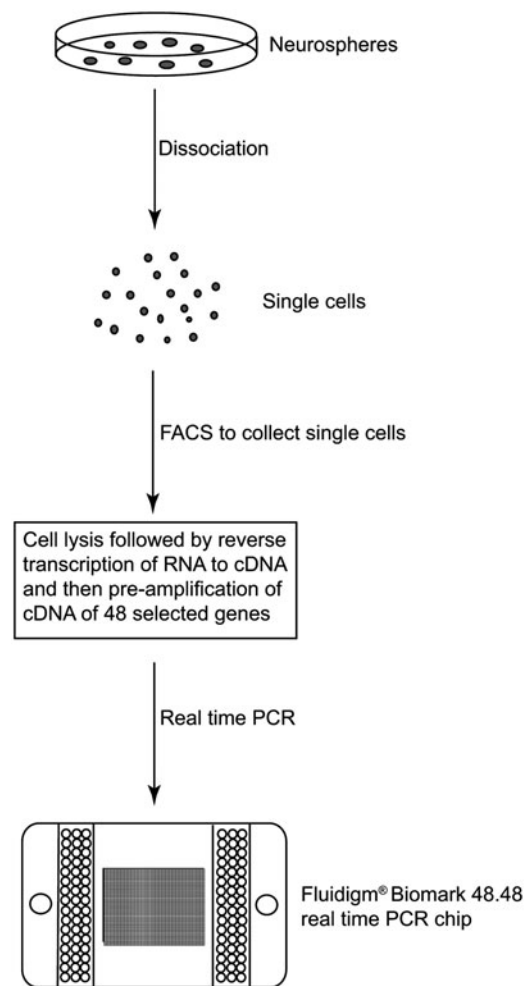 Neurospheres
Dissociation
Single cells
FACS to collect single cells
Cell lysis followed by reverse
transcription of RNA to cDNA
and then pre-amplification of
cDNA of 48 selected genes
Real time PCR
Fluidigm® Biomark 48.48
real time PCR chip